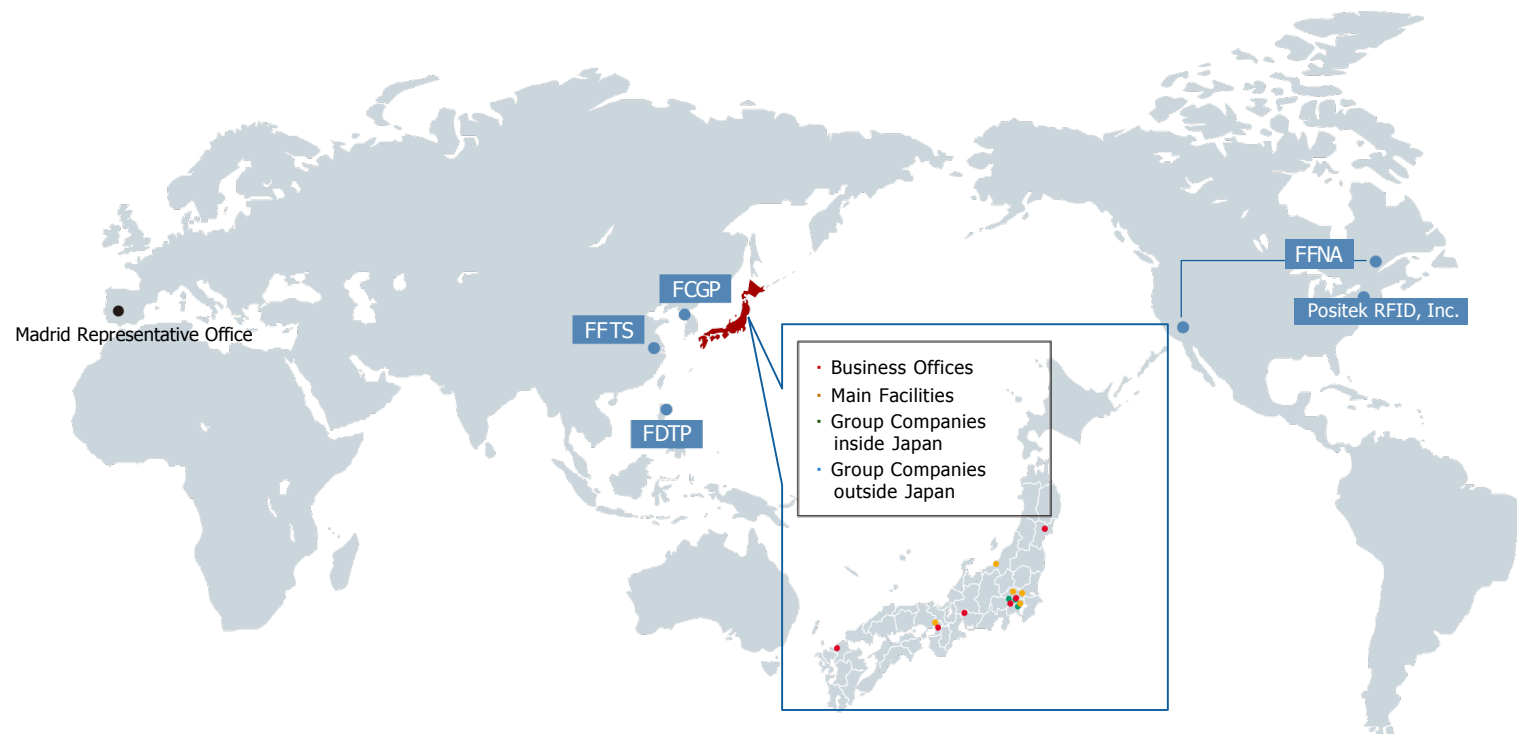 FFNA
FCGP
Positek RFID, Inc.
Madrid Representative Office
FFTS
· Business Offices
· Main Facilities
· Group Companies
inside Japan
· Group Companies
outside Japan
FDTP